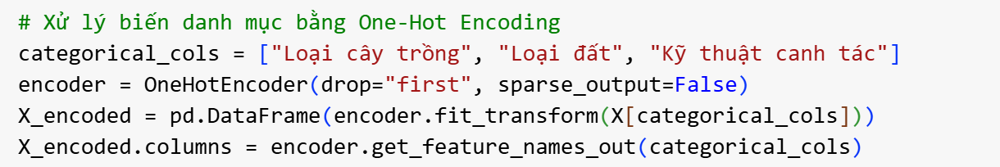 # Xử lý biến danh mục bằng One-Hot Encoding
categorical_cols = ["Loại cây trồng", "Loại đất", "Kỹ thuật canh tác"]
encoder = OneHotEncoder(drop="first", sparse_output=False)
X_encoded = pd.DataFrame(encoder.fit_transform(X[categorical_cols]))
X_encoded.columns = encoder.get_feature_names_out(categorical_cols)